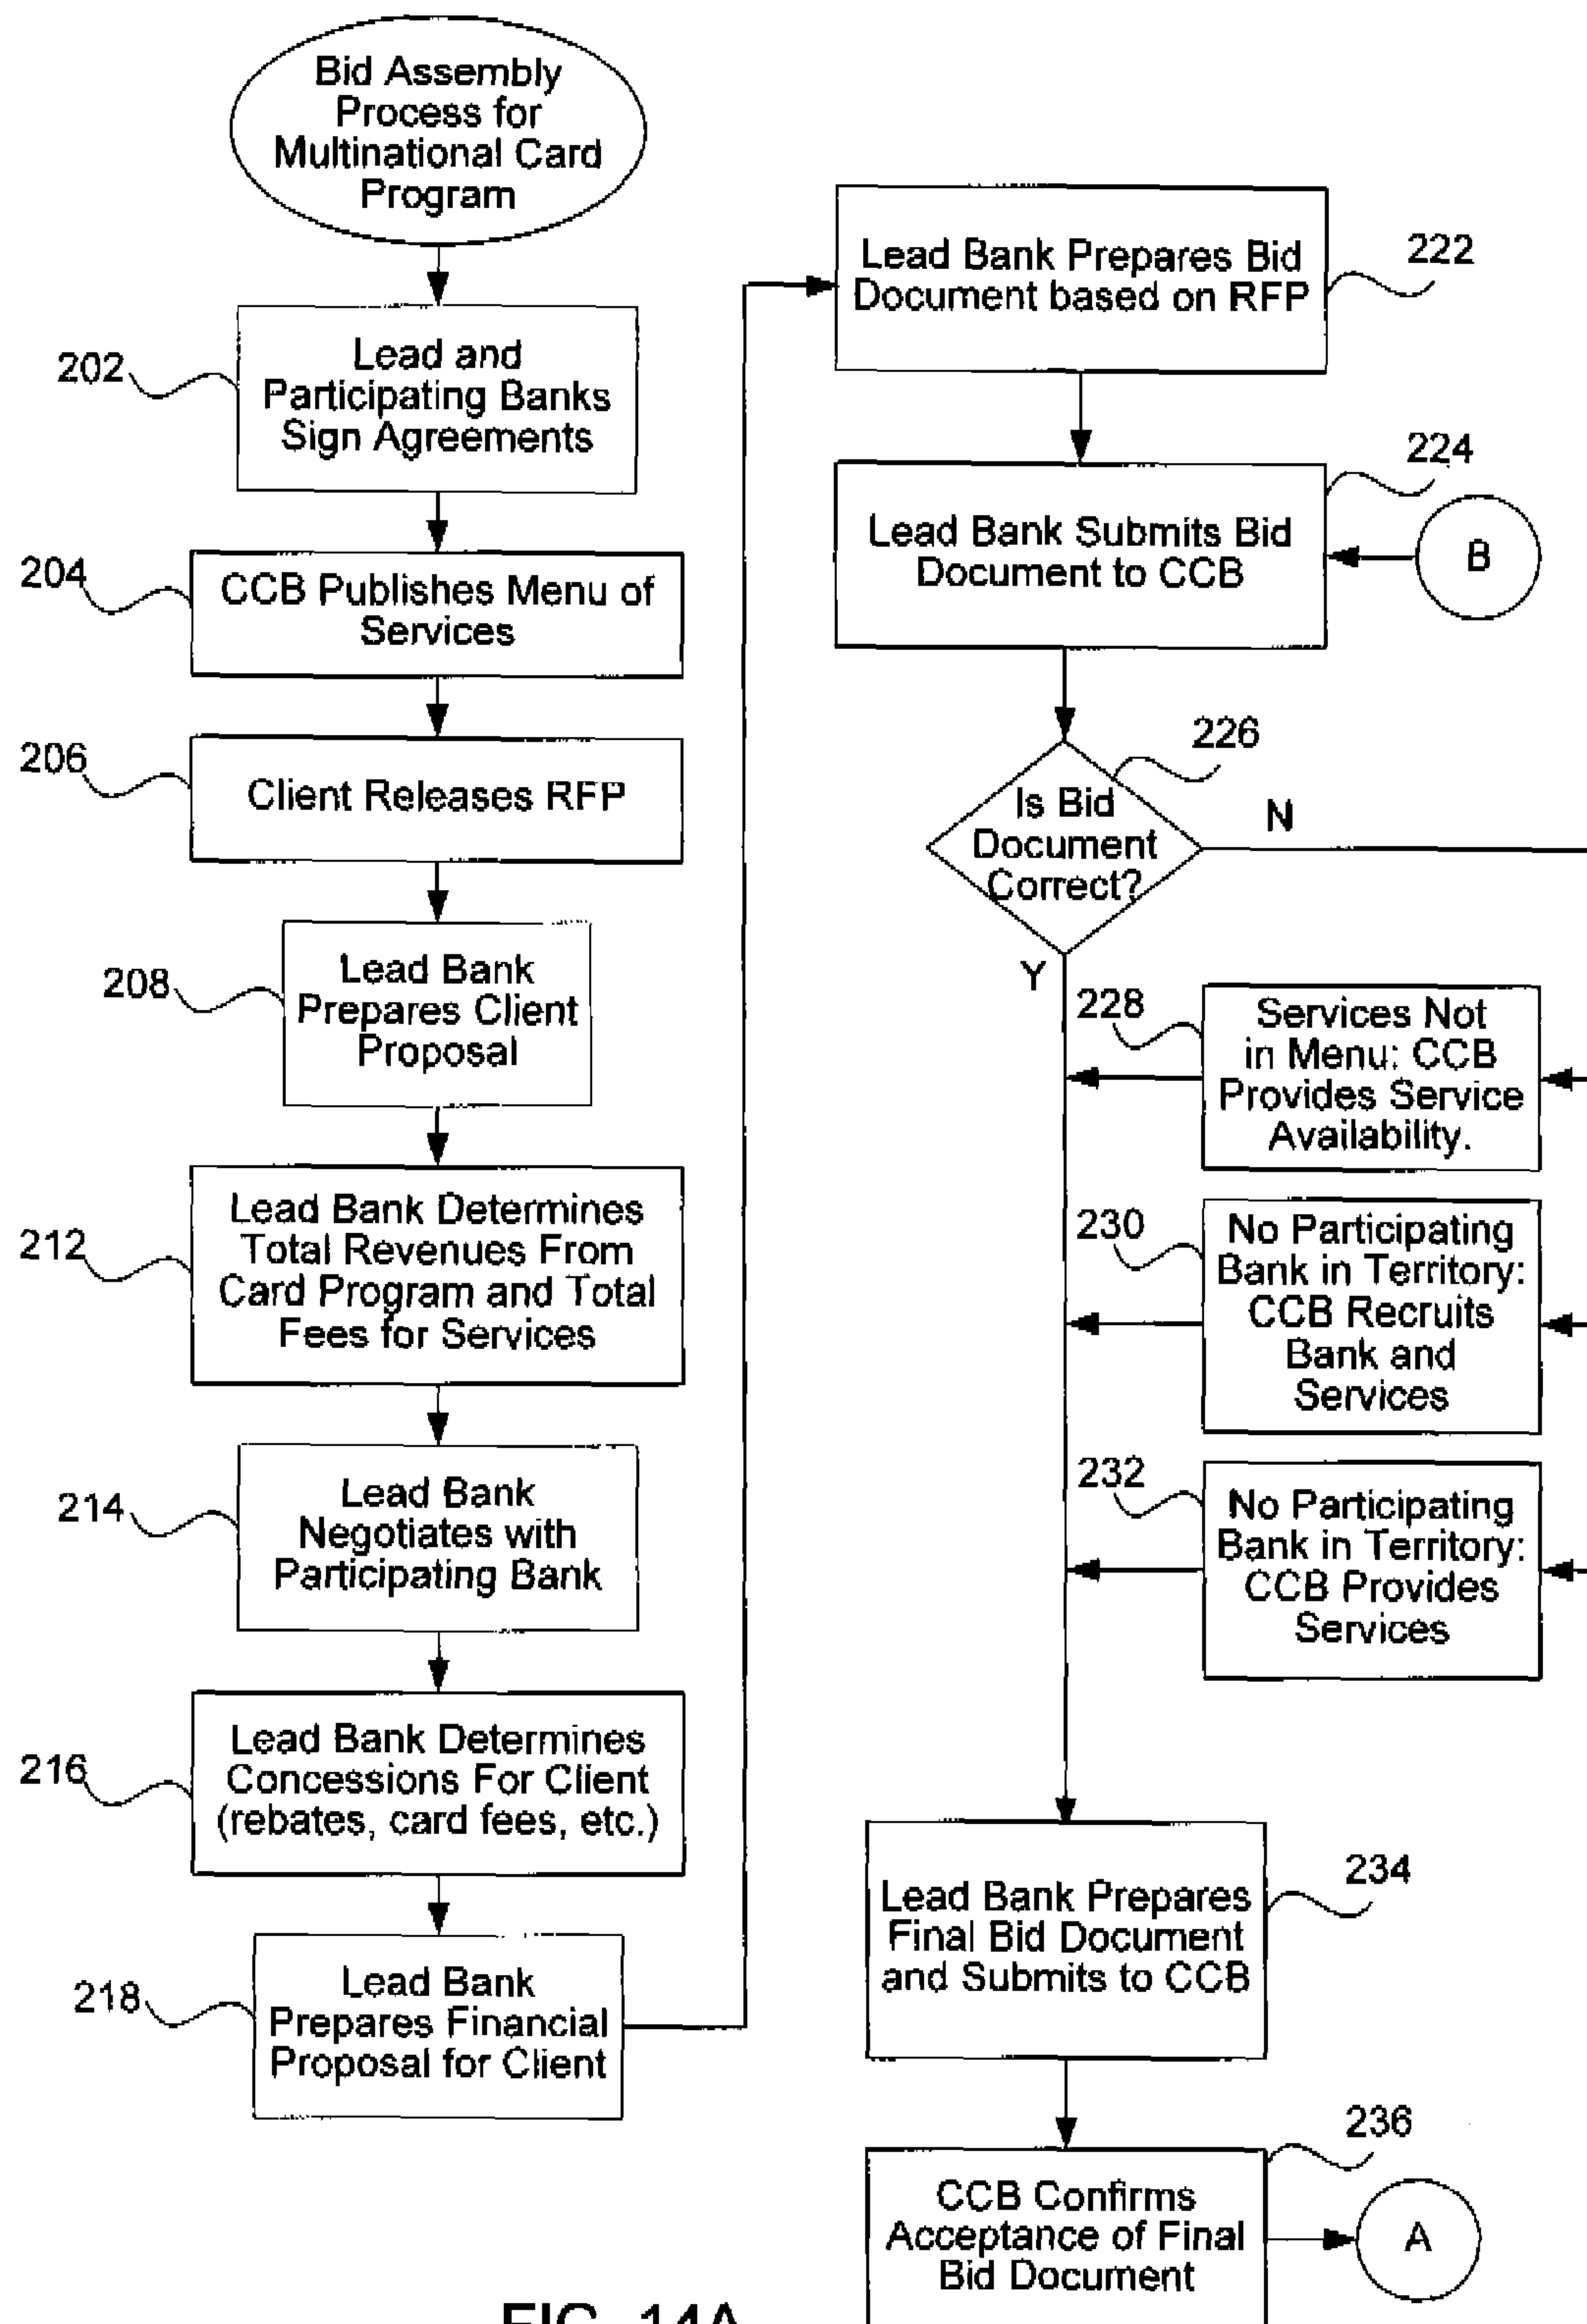 Bid Assembly
Process for
Multinational Card
Program
202
Lead and
Participating Banks
Sign Agreements
204
CCB Publishes Menu of
Services
206
Client Releases RFP
208
Lead Bank
Prepares Client
Proposal
212
Lead Bank Determines
Total Revenues From
Card Program and Total
Fees for Services
214
Lead Bank
Negotiates with
Participating Bank
216
Lead Bank Determines
Concessions For Client
(rebates, card fees, etc.)
218
Lead Bank
Prepares Financial
Proposal for Client
222
Lead Bank Prepares Bid
Document based on RFP
224
Lead Bank Submits Bid
Document to CCB
B
226
Is Bid
Document
Correct?
N
Y
228
Services Not
in Menu: CCB
Provides Service
Availability.
230
No Participating
Bank in Territory:
CCB Recruits
Bank and
Services
232
No Participating
Bank in Territory:
CCB Provides
Services
234
Lead Bank Prepares
Final Bid Document
and Submits to CCB
236
CCB Confirms
Acceptance of Final
Bid Document
A
FIG. 14A